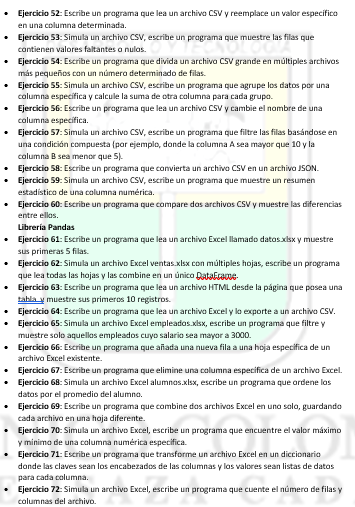 • Ejercicio 52: Escribe un programa que lea un archivo CSV y reemplace un valor específico
en una columna determinada.
• Ejercicio 53: Simula un archivo CSV, escribe un programa que muestre las filas que
contienen valores faltantes o nulos.
• Ejercicio 54: Escribe un programa que divida un archivo CSV grande en múltiples archivos
más pequeños con un número determinado de filas.
• Ejercicio 55: Simula un archivo CSV, escribe un programa que agrupe los datos por una
columna específica y calcule la suma de otra columna para cada grupo.
• Ejercicio 56: Escribe un programa que lea un archivo CSV y cambie el nombre de una
columna específica.
• Ejercicio 57: Simula un archivo CSV, escribe un programa que filtre las filas basándose en
una condición compuesta (por ejemplo, donde la columna A sea mayor que 10 y la
columna B sea menor que 5).
• Ejercicio 58: Escribe un programa que convierta un archivo CSV en un archivo JSON.
• Ejercicio 59: Simula un archivo CSV, escribe un programa que muestre un resumen
estadístico de una columna numérica.
• Ejercicio 60: Escribe un programa que compare dos archivos CSV y muestre las diferencias
entre ellos.
Librería Pandas
• Ejercicio 61: Escribe un programa que lea un archivo Excel llamado datos.xlsx y muestre
sus primeras 5 filas.
• Ejercicio 62: Simula un archivo Excel ventas.xlsx con múltiples hojas, escribe un programa
que lea todas las hojas y las combine en un único DataFrame.
• Ejercicio 63: Escribe un programa que lea un archivo HTML desde la página que posea una
tabla y muestre sus primeros 10 registros.
• Ejercicio 64: Escribe un programa que lea un archivo Excel y lo exporte a un archivo CSV.
• Ejercicio 65: Simula un archivo Excel empleados.xlsx, escribe un programa que filtre y
muestre solo aquellos empleados cuyo salario sea mayor a 3000.
• Ejercicio 66: Escribe un programa que añada una nueva fila a una hoja específica de un
archivo Excel existente.
• Ejercicio 67: Escribe un programa que elimine una columna específica de un archivo Excel.
• Ejercicio 68: Simula un archivo Excel alumnos.xlsx, escribe un programa que ordene los
datos por el promedio del alumno.
• Ejercicio 69: Escribe un programa que combine dos archivos Excel en uno solo, guardando
cada archivo en una hoja diferente.
• Ejercicio 70: Simula un archivo Excel, escribe un programa que encuentre el valor máximo
y mínimo de una columna numérica específica.
• Ejercicio 71: Escribe un programa que transforme un archivo Excel en un diccionario
donde las claves sean los encabezados de las columnas y los valores sean listas de datos
para cada columna.
• Ejercicio 72: Simula un archivo Excel, escribe un programa que cuente el número de filas y
columnas del archivo.